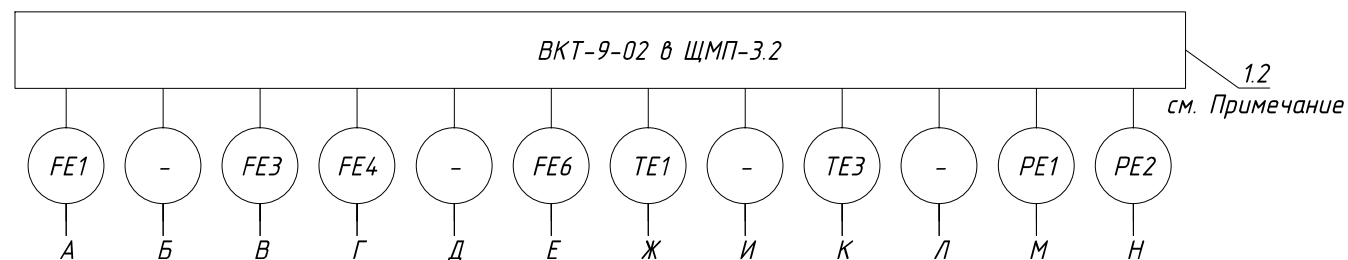 ВКТ-9-02 в ЩМП-3.2
1.2
см. Примечание
FE1 - FE3 FE4 - FE6 TE1 - TE3 - PE1 PE2
А Б В Г Д Е Ж И К Л М Н